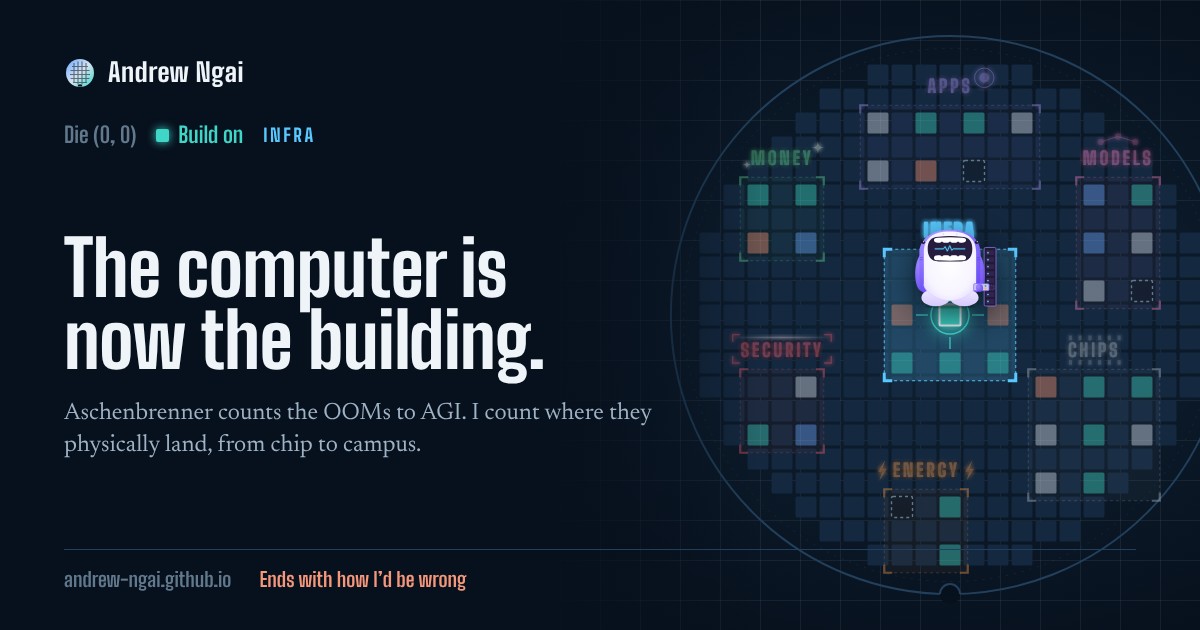 Andrew Ngai
Die (0, 0) Build on INFRA
The computer is
now the building.
Aschenbrenner counts the OOMs to AGI. I count where they
physically land, from chip to campus.
andrew-ngai.github.io Ends with how I'd be wrong
APPS
MONEY
MODELS
INFRA
SECURITY
CHIPS
ENERGY